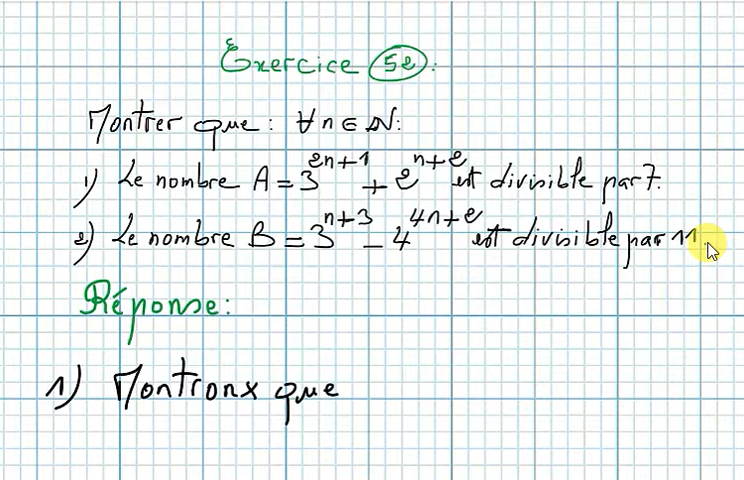 Exercice 52:
Montrer que: ∀n∈ℕ:
1) Le nombre A = 3^{2n+1} + 2^{n+2} est divisible par 7.
2) Le nombre B = 3^{n+3} - 4^{4n+2} est divisible par 11.
Réponse:
1) Montronx que